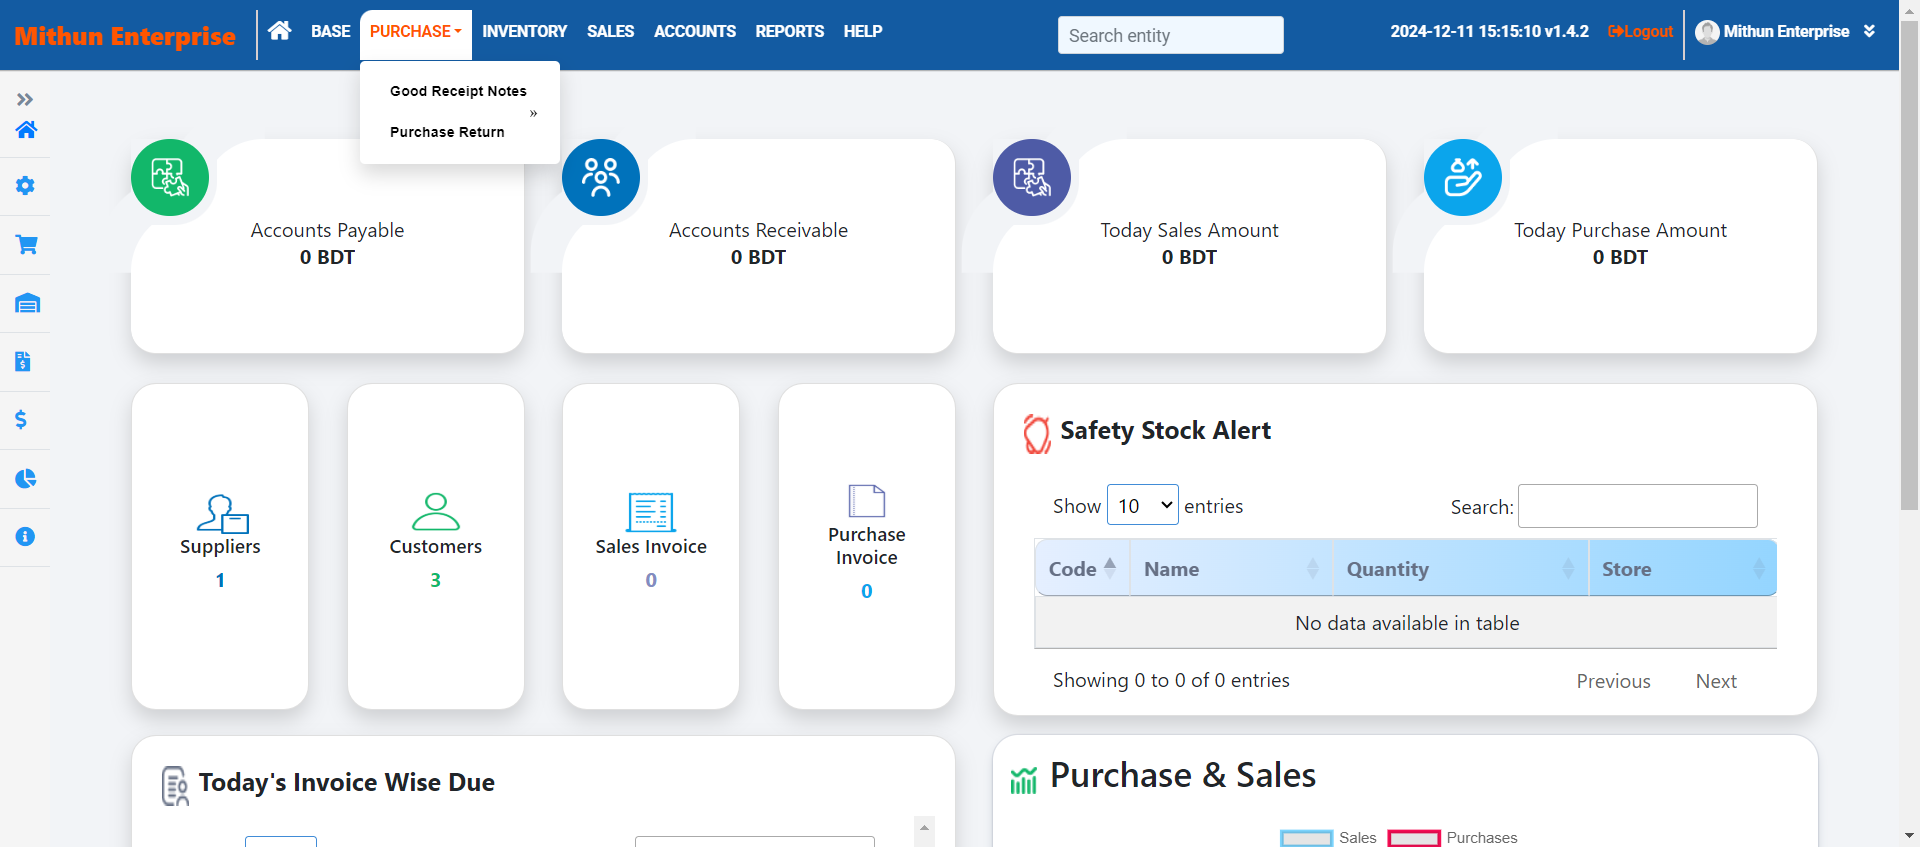 Mithun Enterprise
BASE
PURCHASE
INVENTORY
SALES
ACCOUNTS
REPORTS
HELP
Search entity
2024-12-11 15:15:10 v1.4.2
Logout
Mithun Enterprise
Good Receipt Notes
»
Purchase Return
Accounts Payable
0 BDT
Accounts Receivable
0 BDT
Today Sales Amount
0 BDT
Today Purchase Amount
0 BDT
Suppliers
1
Customers
3
Sales Invoice
0
Purchase
Invoice
0
Safety Stock Alert
Show 10 entries
Search:
Code Name Quantity Store
No data available in table
Showing 0 to 0 of 0 entries
Previous Next
Today's Invoice Wise Due
Purchase & Sales
Sales Purchases